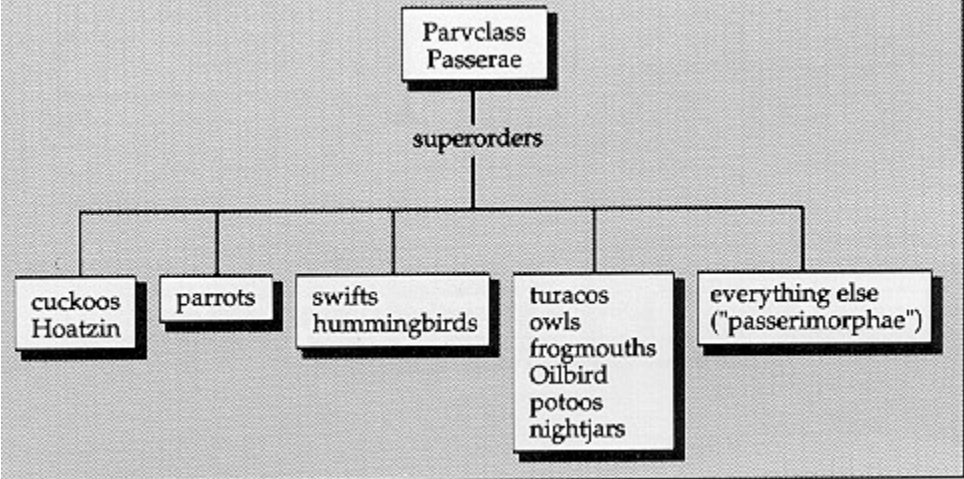 Parvclass
Passerae
superorders
cuckoos
Hoatzin
parrots
swifts
hummingbirds
turacos
owls
frogmouths
Oilbird
potoos
nightjars
everything else
("passerimorphae")